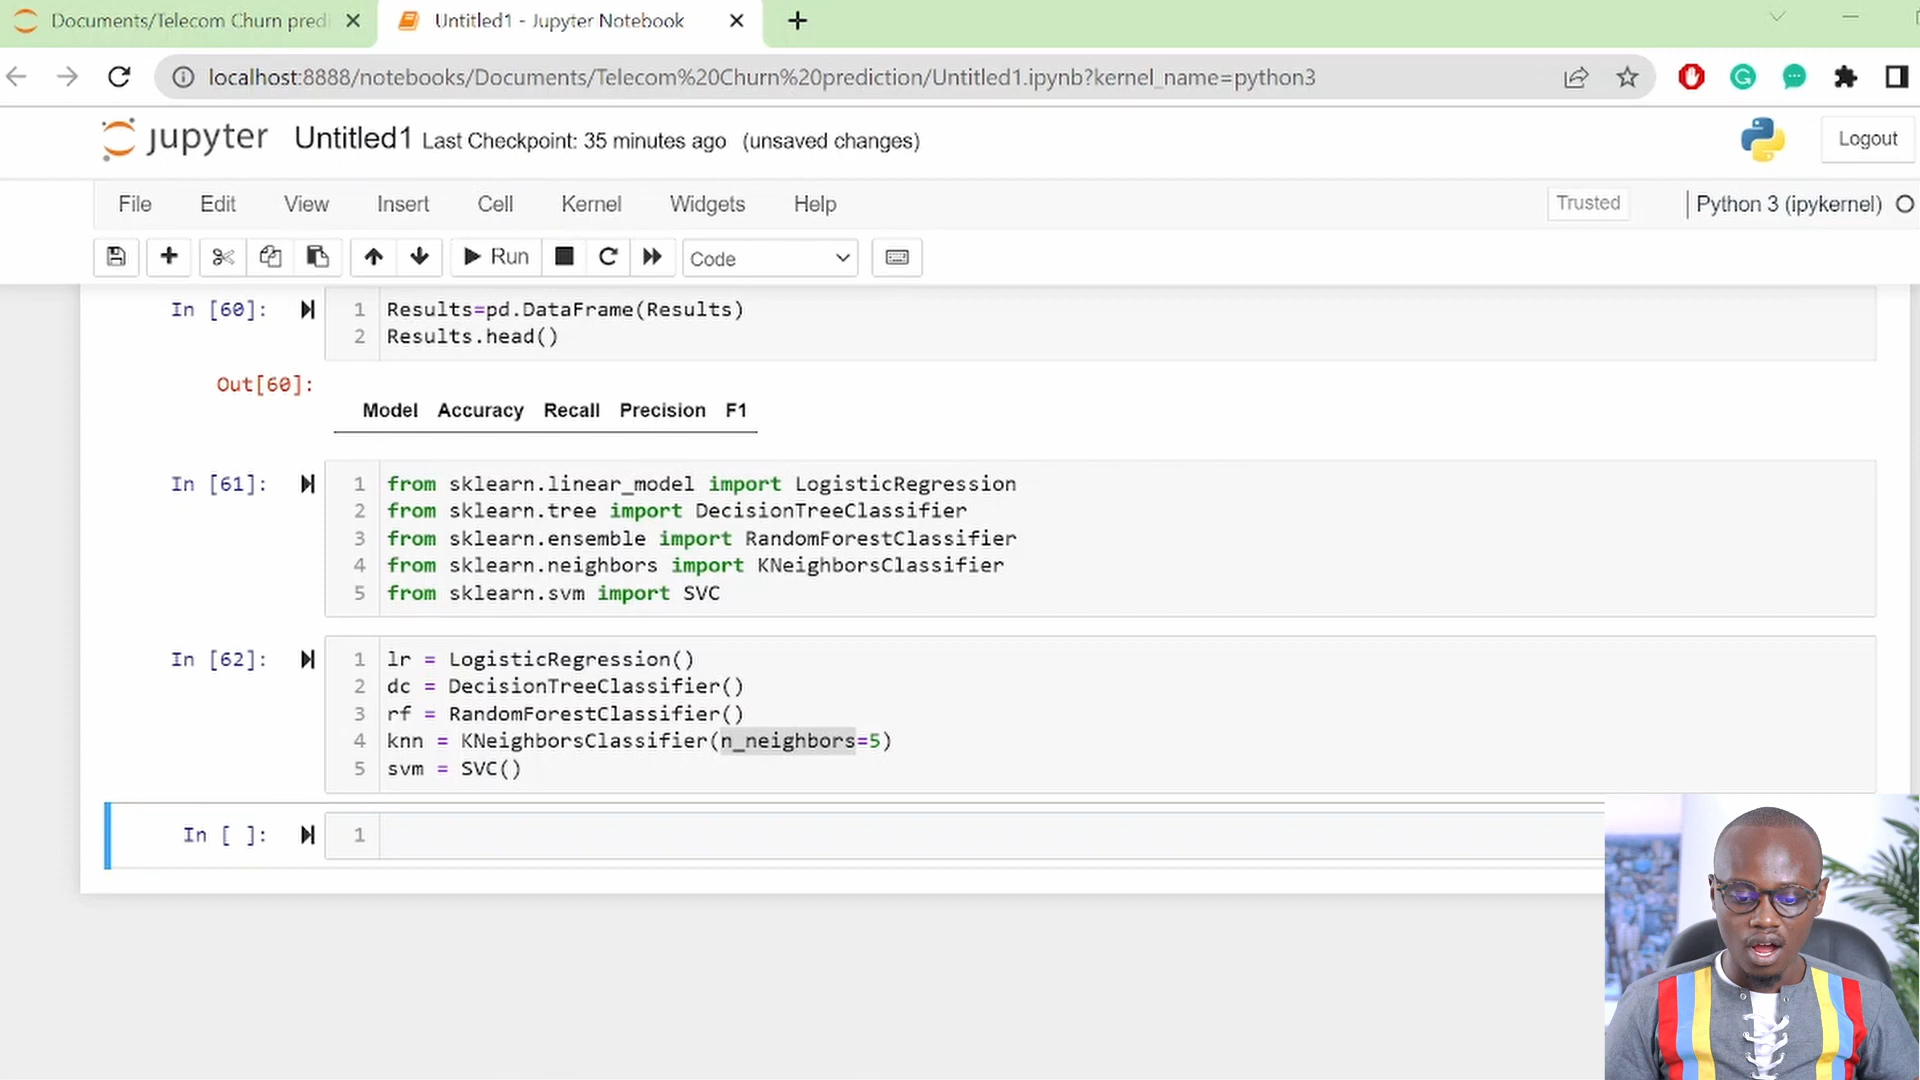 Documents/Telecom Churn predi
Untitled1 - Jupyter Notebook
localhost:8888/notebooks/Documents/Telecom%20Churn%20prediction/Untitled1.ipynb?kernel_name=python3
jupyter Untitled1 Last Checkpoint: 35 minutes ago (unsaved changes)
Logout
File Edit View Insert Cell Kernel Widgets Help
Trusted
Python 3 (ipykernel)
Run
Code
In [60]:
1 Results=pd.DataFrame(Results)
2 Results.head()
Out[60]:
Model Accuracy Recall Precision F1
In [61]:
1 from sklearn.linear_model import LogisticRegression
2 from sklearn.tree import DecisionTreeClassifier
3 from sklearn.ensemble import RandomForestClassifier
4 from sklearn.neighbors import KNeighborsClassifier
5 from sklearn.svm import SVC
In [62]:
1 lr = LogisticRegression()
2 dc = DecisionTreeClassifier()
3 rf = RandomForestClassifier()
4 knn = KNeighborsClassifier(n_neighbors=5)
5 svm = SVC()
In [ ]:
1